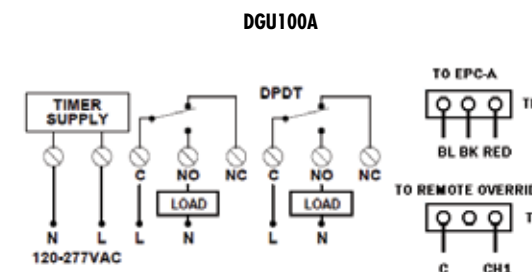 DGU100A
TO EPC-A
DPDT
TIMER
SUPPLY
BL BK RED
C NO NC C NO NC
TO REMOTE OVERRID
LOAD LOAD
N L L N L N
120-277VAC
C CH1